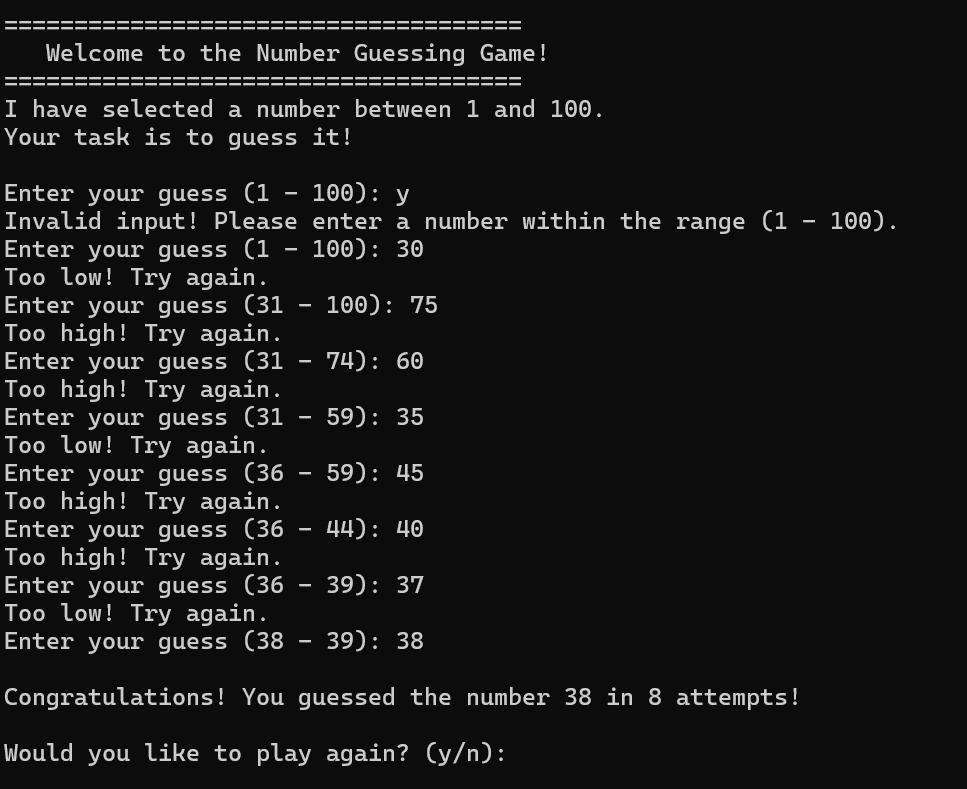 =====================================
   Welcome to the Number Guessing Game!
=====================================
I have selected a number between 1 and 100.
Your task is to guess it!

Enter your guess (1 - 100): y
Invalid input! Please enter a number within the range (1 - 100).
Enter your guess (1 - 100): 30
Too low! Try again.
Enter your guess (31 - 100): 75
Too high! Try again.
Enter your guess (31 - 74): 60
Too high! Try again.
Enter your guess (31 - 59): 35
Too low! Try again.
Enter your guess (36 - 59): 45
Too high! Try again.
Enter your guess (36 - 44): 40
Too high! Try again.
Enter your guess (36 - 39): 37
Too low! Try again.
Enter your guess (38 - 39): 38

Congratulations! You guessed the number 38 in 8 attempts!

Would you like to play again? (y/n):